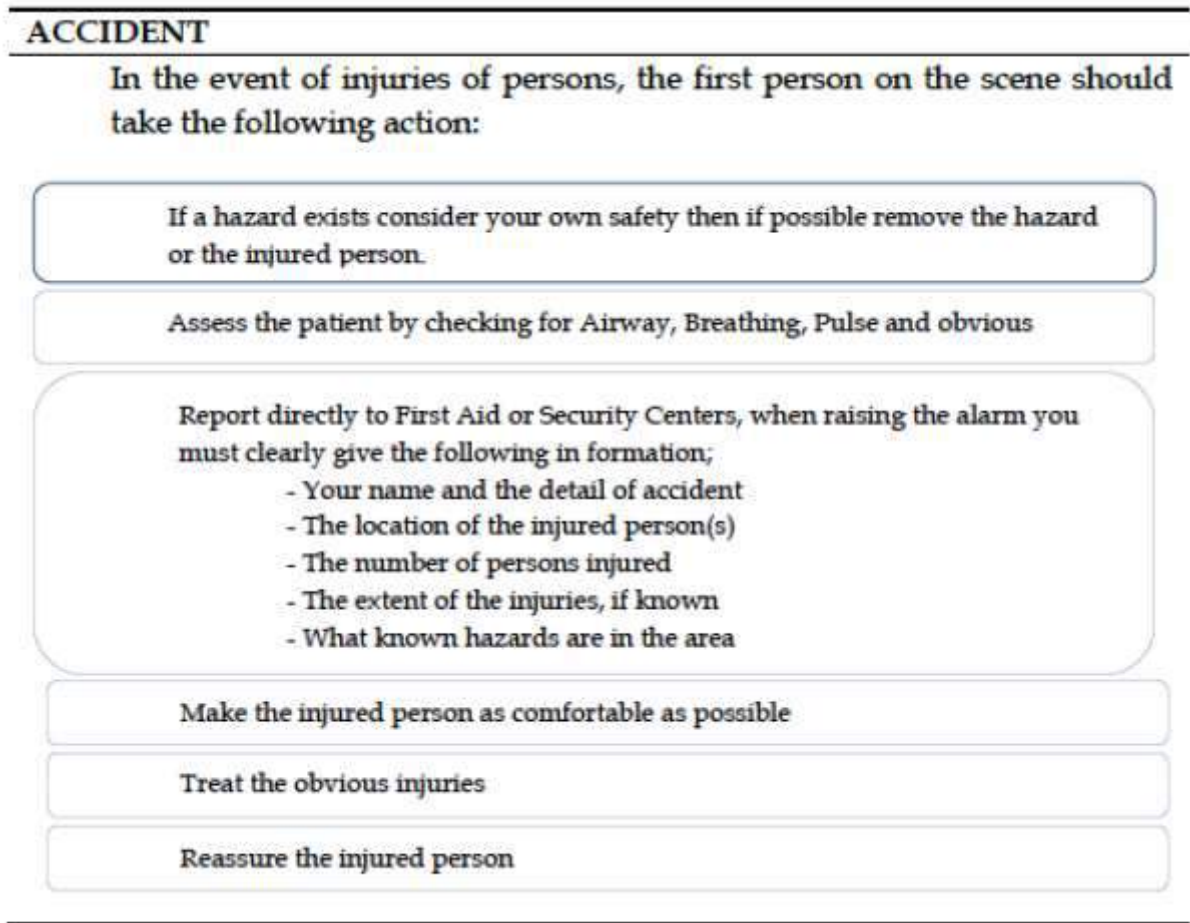 ACCIDENT
In the event of injuries of persons, the first person on the scene should
take the following action:
If a hazard exists consider your own safety then if possible remove the hazard
or the injured person.
Assess the patient by checking for Airway, Breathing, Pulse and obvious
Report directly to First Aid or Security Centers, when raising the alarm you
must clearly give the following in formation;
- Your name and the detail of accident
- The location of the injured person(s)
- The number of persons injured
- The extent of the injuries, if known
- What known hazards are in the area
Make the injured person as comfortable as possible
Treat the obvious injuries
Reassure the injured person